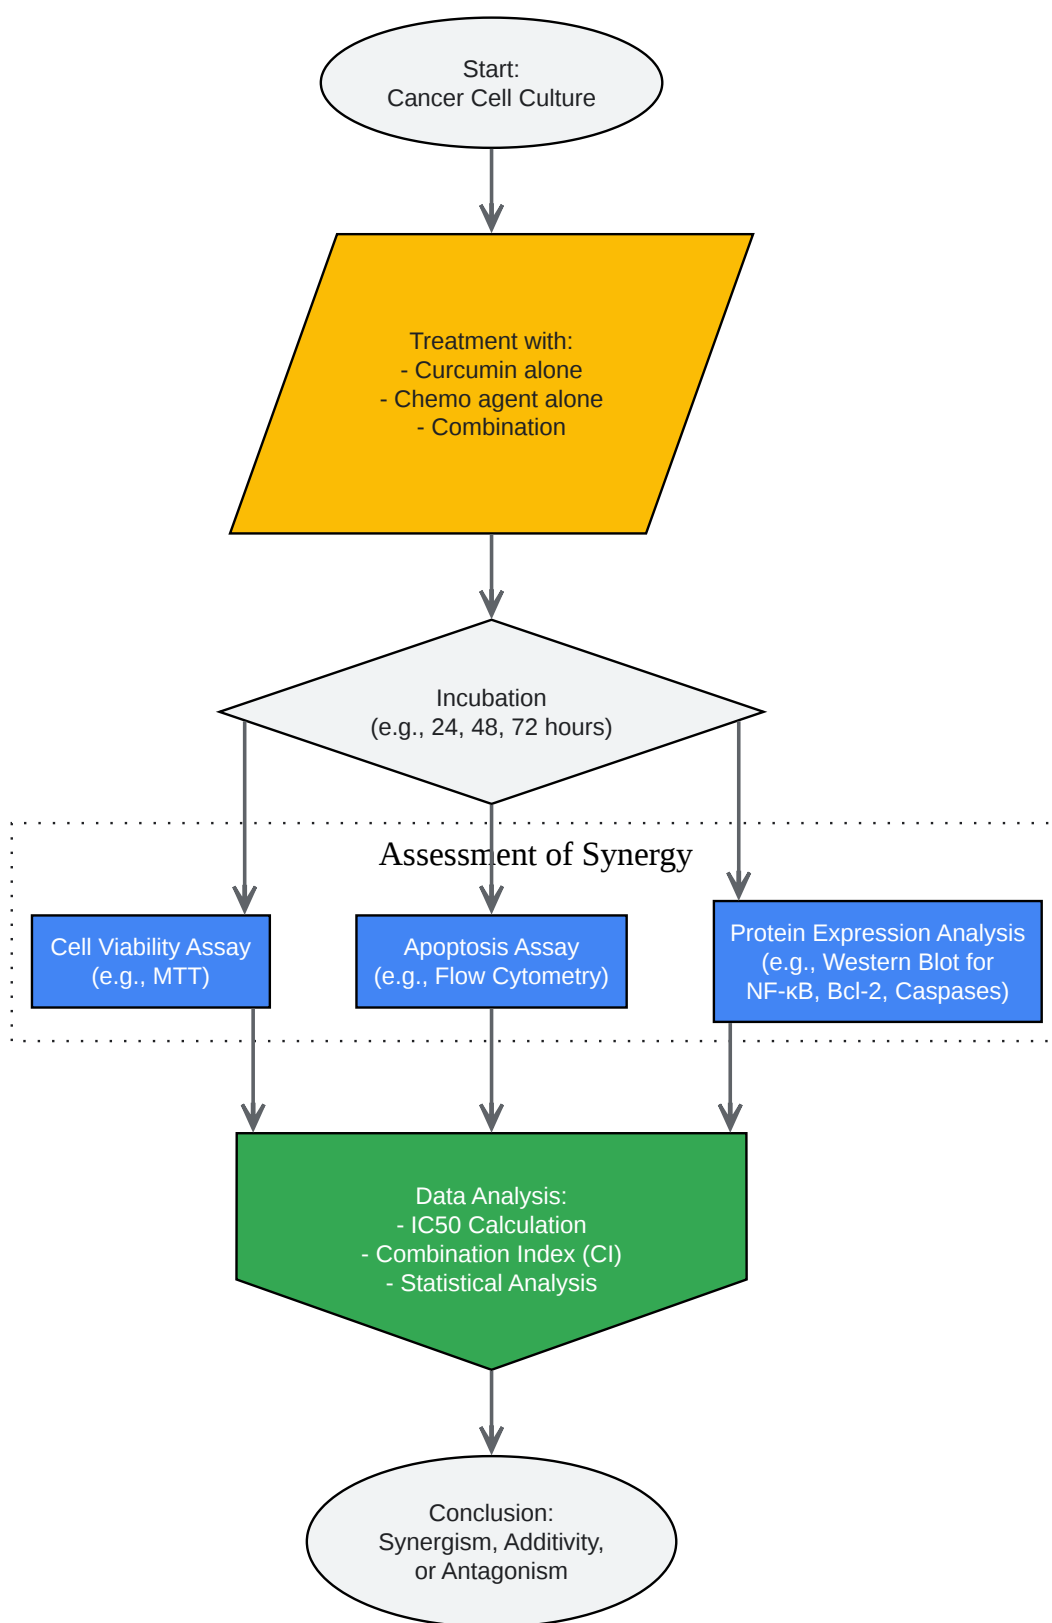 Start:
Cancer Cell Culture
Treatment with:
- Curcumin alone
- Chemo agent alone
- Combination
Incubation
(e.g., 24, 48, 72 hours)
Assessment of Synergy
Cell Viability Assay
(e.g., MTT)
Apoptosis Assay
(e.g., Flow Cytometry)
Protein Expression Analysis
(e.g., Western Blot for
NF-κB, Bcl-2, Caspases)
Data Analysis:
- IC50 Calculation
- Combination Index (CI)
- Statistical Analysis
Conclusion:
Synergism, Additivity,
or Antagonism